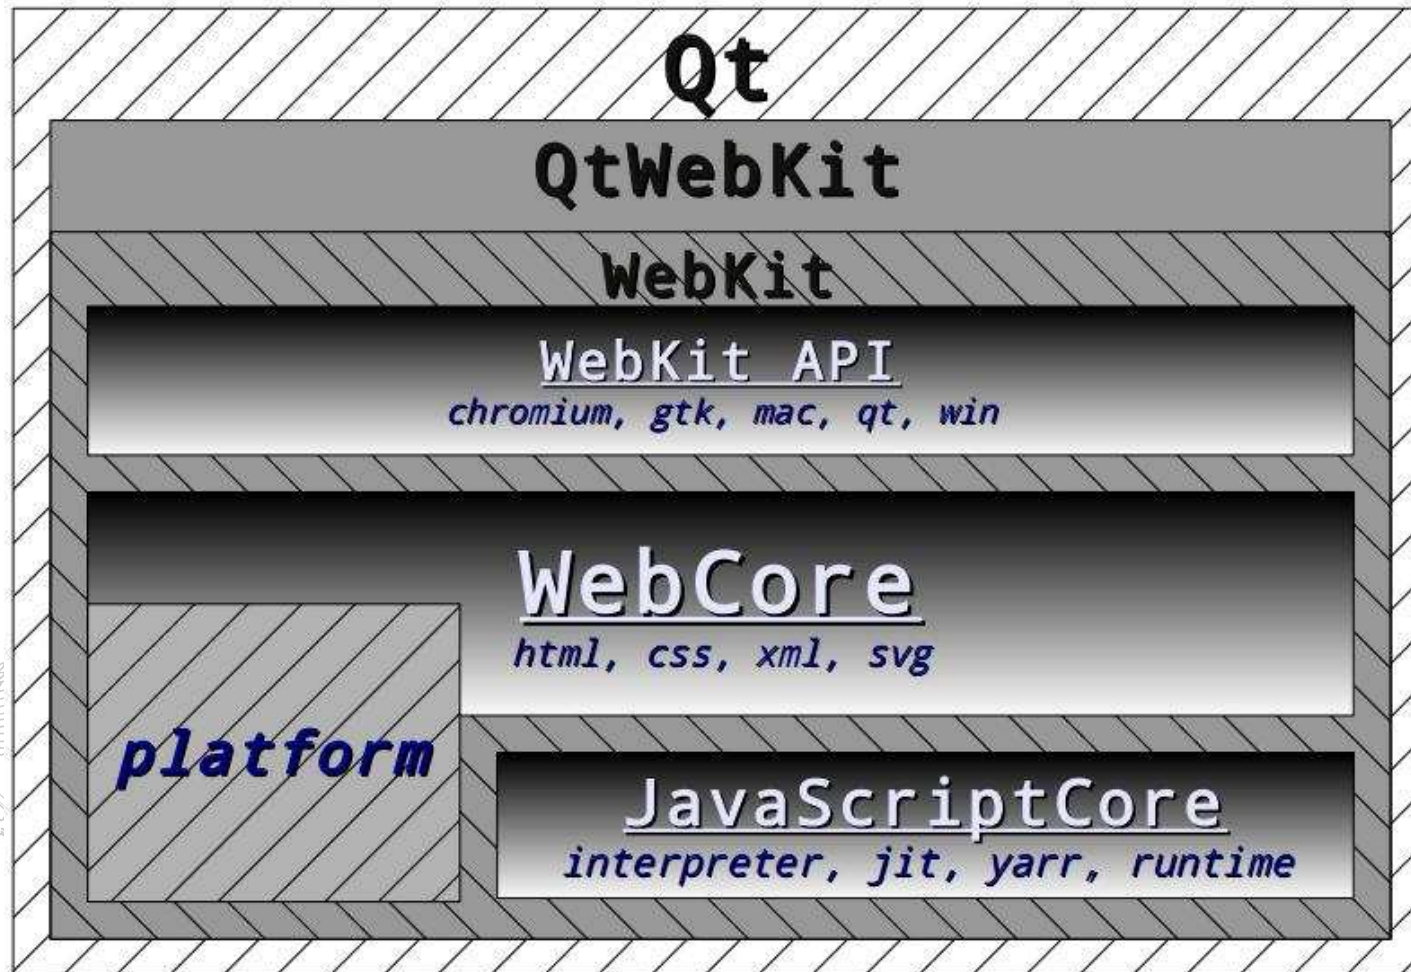 Qt
QtWebKit
WebKit
WebKit API
chromium, gtk, mac, qt, win
WebCore
html, css, xml, svg
platform
JavaScriptCore
interpreter, jit, yarr, runtime